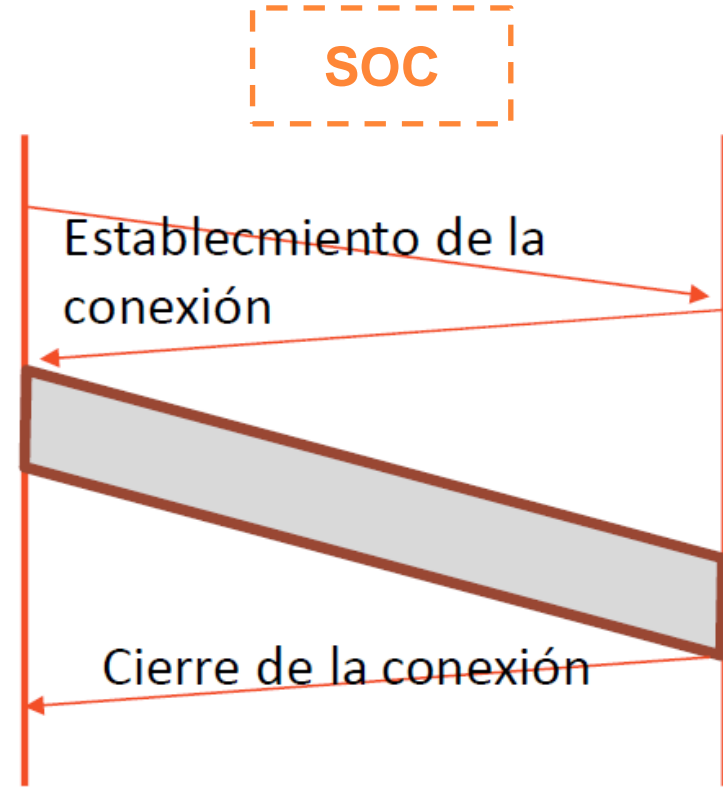 SOC
Establecmiento de la
conexión
Cierre de la conexión